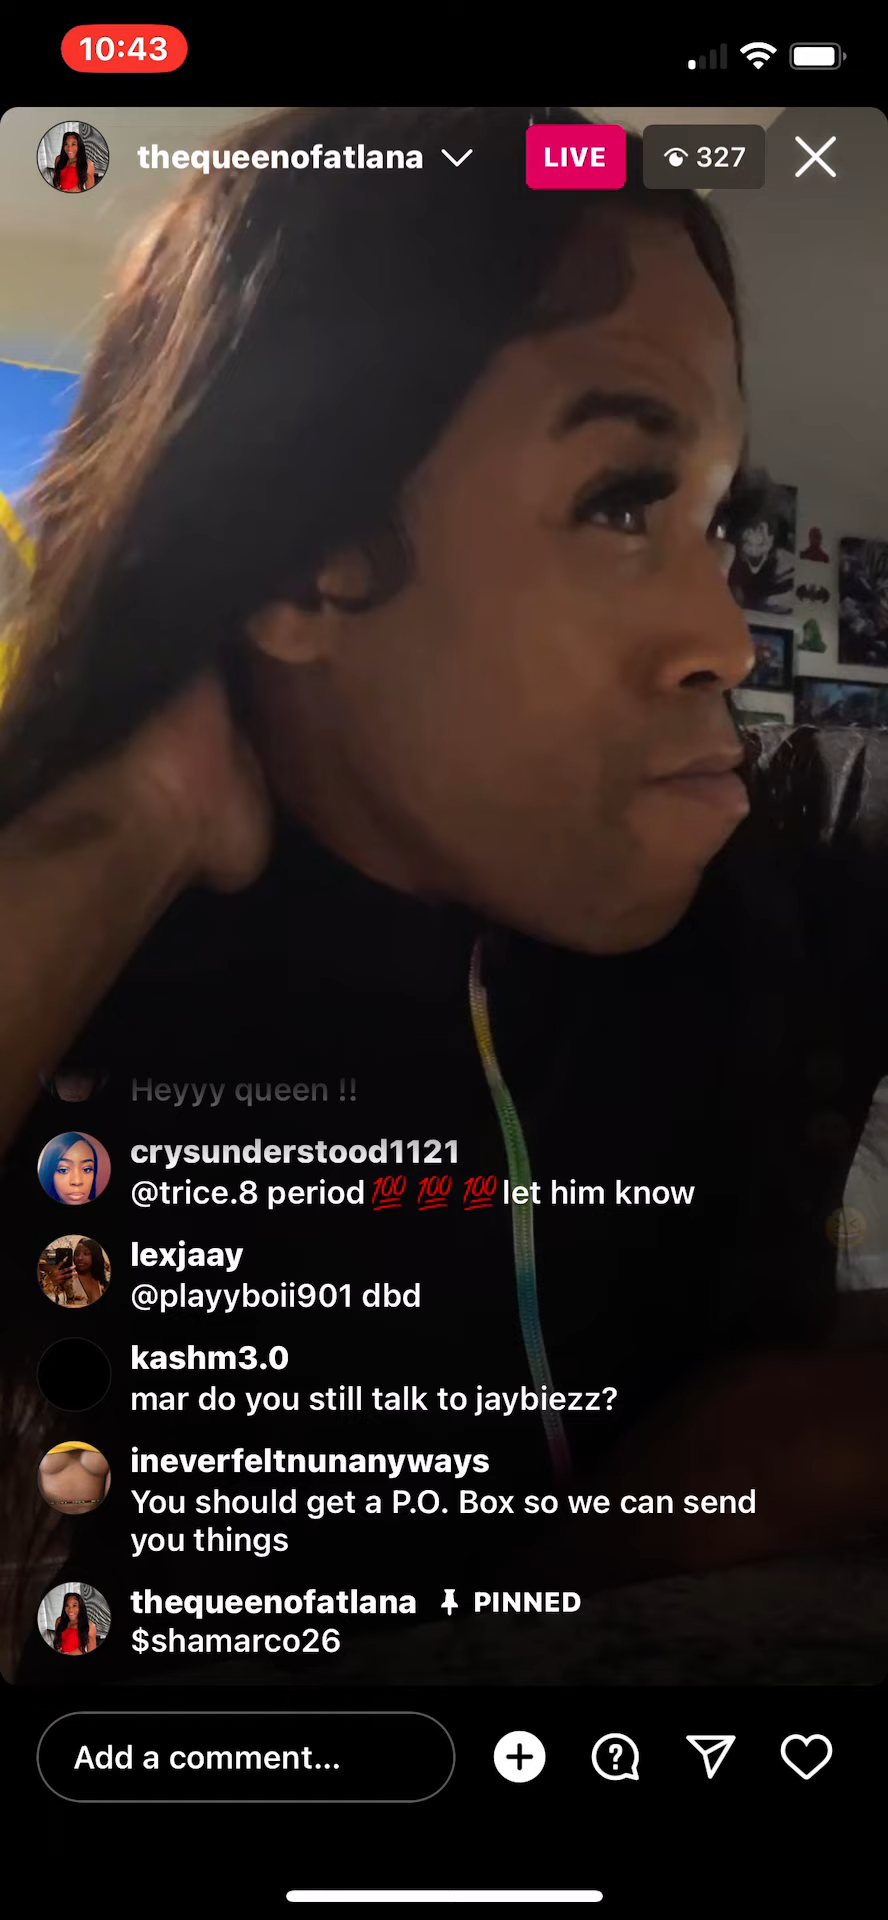 10:43
thequeenofatlana
LIVE
327
Heyyy queen !!
crysunderstood1121
@trice.8 period💯💯💯let him know
lexjaay
@playyboii901 dbd
kashm3.0
mar do you still talk to jaybiezz?
ineverfeltnunanyways
You should get a P.O. Box so we can send
you things
thequeenofatlana PINNED
$shamarco26
Add a comment...